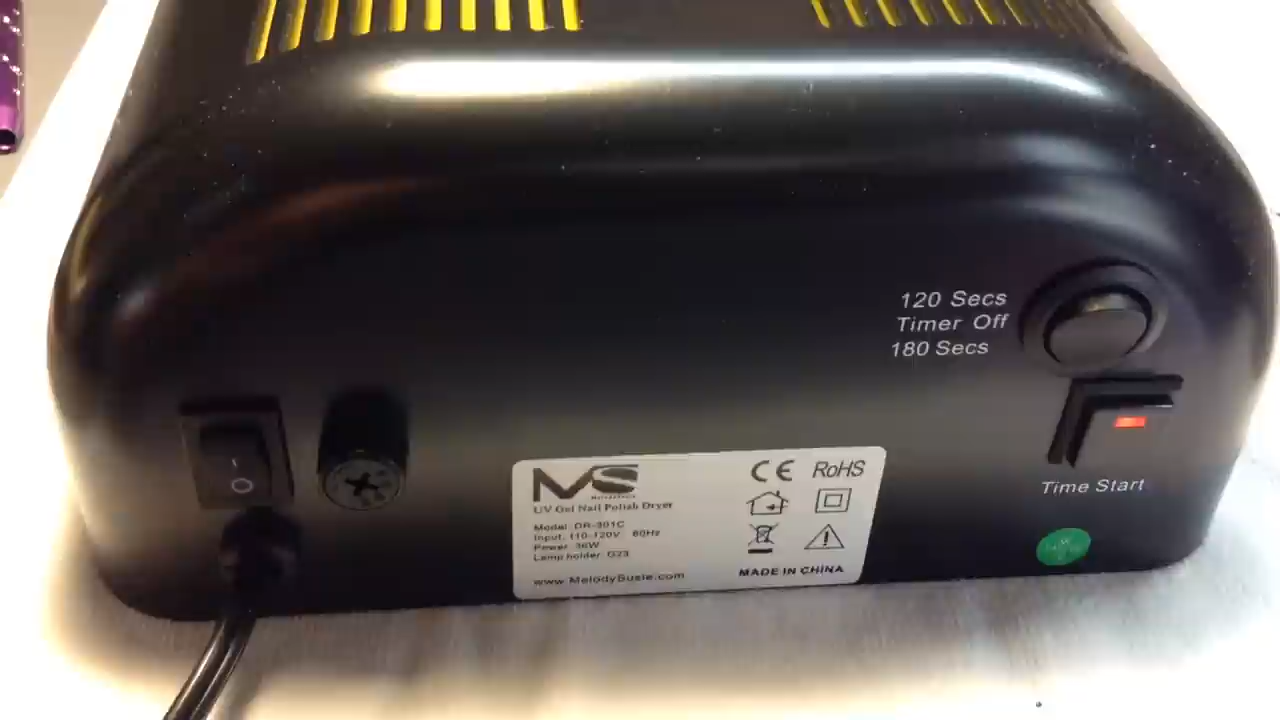 120 Secs
Timer Off
180 Secs
Time Start
MS
UV Gel Nail Polish Dryer
Model: DR-301C
Input: 110-120V 60Hz
Power: 36W
Lamp holder: G23
www.MelodySusie.com
CE RoHS
MADE IN CHINA